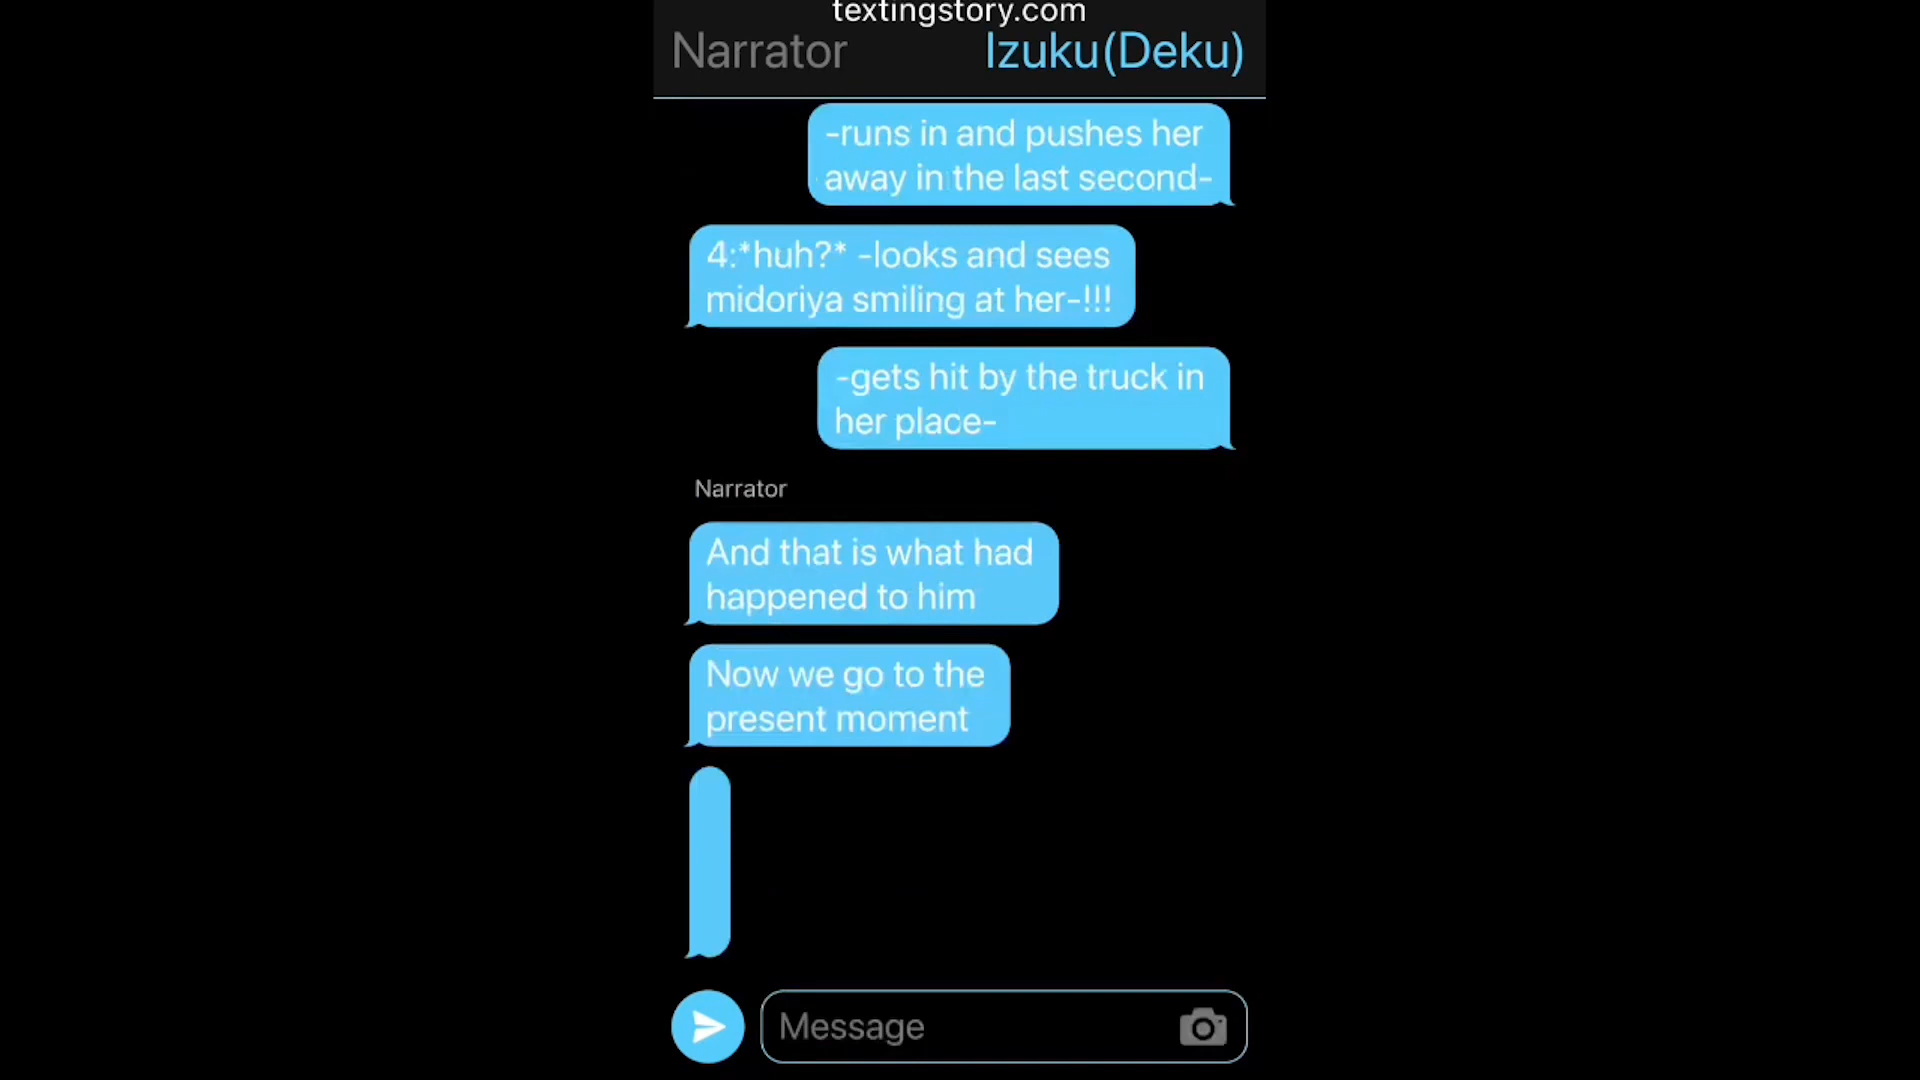 textingstory.com
Narrator Izuku(Deku)
-runs in and pushes her
away in the last second-
4:*huh?* -looks and sees
midoriya smiling at her-!!!
-gets hit by the truck in
her place-
Narrator
And that is what had
happened to him
Now we go to the
present moment
Message